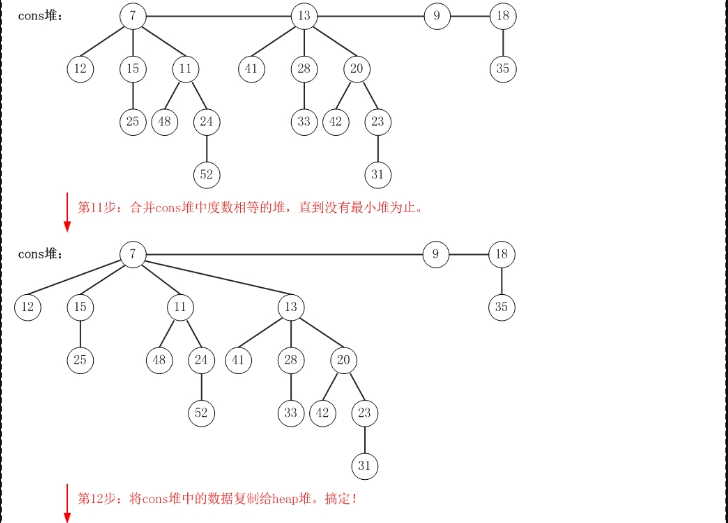 cons堆: 7 13 9 18
12 15 11 41 28 20 35
25 48 24 33 42 23
52 31
第11步：合并cons堆中度数相等的堆，直到没有最小堆为止。
cons堆: 7 9 18
12 15 11 13 35
25 48 24 41 28 20
52 33 42 23
31
第12步：将cons堆中的数据复制给heap堆。搞定！